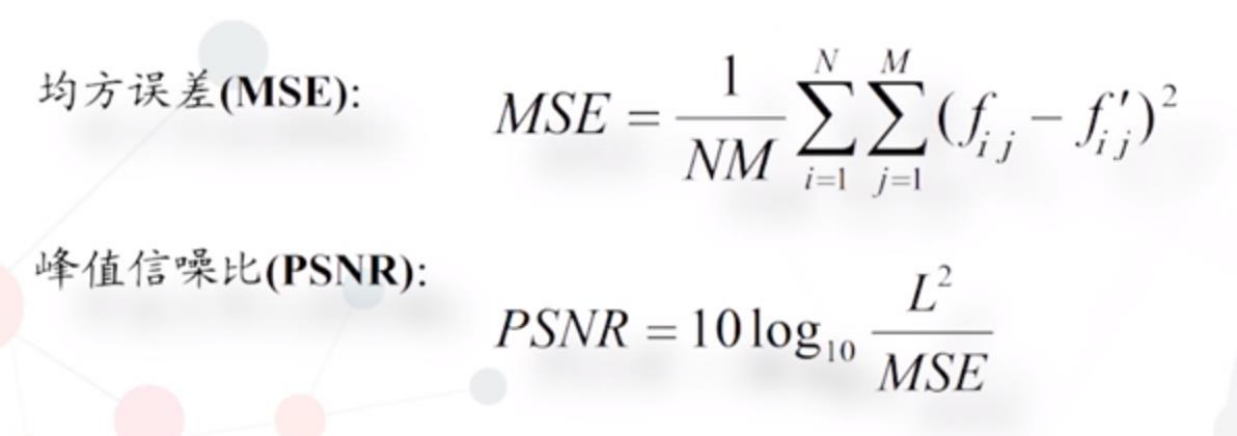 均方误差(MSE): MSE = \frac{1}{NM} \sum_{i=1}^{N} \sum_{j=1}^{M} (f_{ij} - f'_{ij})^2
峰值信噪比(PSNR): PSNR = 10 \log_{10} \frac{L^2}{MSE}